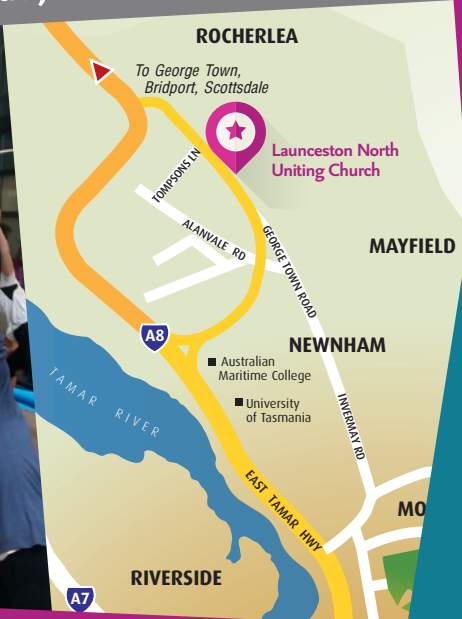 ROCHERLEA
To George Town,
Bridport, Scottsdale
Launceston North
Uniting Church
TOMPSONS LN
ALANVALE RD
GEORGE TOWN ROAD
MAYFIELD
A8
NEWNHAM
Australian
Maritime College
University
of Tasmania
TAMAR RIVER
INVERMAY RD
EAST TAMAR HWY
MO
RIVERSIDE
A7